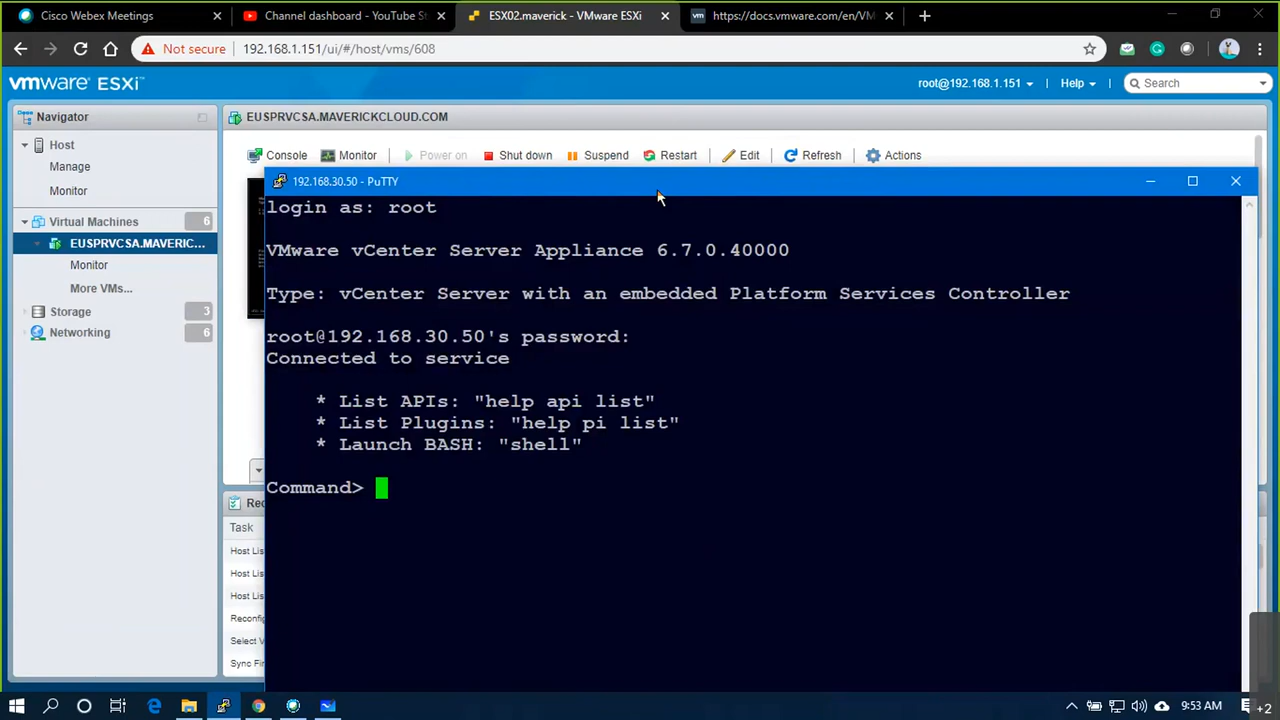 Cisco Webex Meetings
Channel dashboard - YouTube S
ESX02.maverick - VMware ESXi
https://docs.vmware.com/en/VM
Not secure
192.168.1.151/ui/#/host/vms/608
vmware ESXi™
root@192.168.1.151
Help
Search
Navigator
EUSPRVCSA.MAVERICKCLOUD.COM
Host
Manage
Monitor
Console
Monitor
Power on
Shut down
Suspend
Restart
Edit
Refresh
Actions
Virtual Machines
6
EUSPRVCSA.MAVERIC...
Monitor
More VMs...
Storage
3
Networking
6
192.168.30.50 - PuTTY
login as: root
VMware vCenter Server Appliance 6.7.0.40000
Type: vCenter Server with an embedded Platform Services Controller
root@192.168.30.50's password:
Connected to service
* List APIs: "help api list"
* List Plugins: "help pi list"
* Launch BASH: "shell"
Command>
Rec
Task
Host Lis
Host Lis
Host Lis
Reconfig
Select V
Sync Fir
9:53 AM
+2